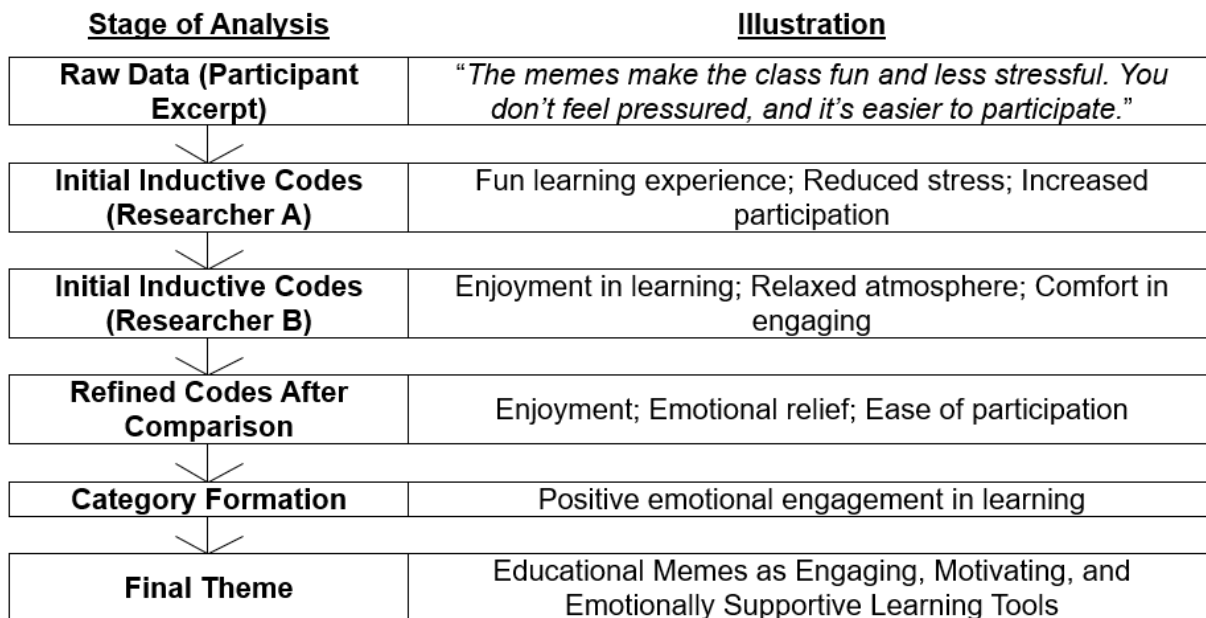 Stage of Analysis
Illustration
Raw Data (Participant
Excerpt)
“The memes make the class fun and less stressful. You
don’t feel pressured, and it’s easier to participate.”
Initial Inductive Codes
(Researcher A)
Fun learning experience; Reduced stress; Increased
participation
Initial Inductive Codes
(Researcher B)
Enjoyment in learning; Relaxed atmosphere; Comfort in
engaging
Refined Codes After
Comparison
Enjoyment; Emotional relief; Ease of participation
Category Formation
Positive emotional engagement in learning
Final Theme
Educational Memes as Engaging, Motivating, and
Emotionally Supportive Learning Tools